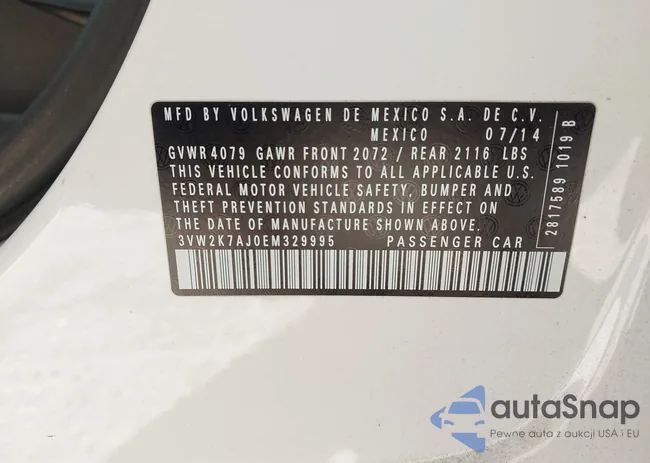 MFD BY VOLKSWAGEN DE MEXICO S.A. DE C.V.
MEXICO 07/14
GVWR 4079 GAWR FRONT 2072 / REAR 2116 LBS
THIS VEHICLE CONFORMS TO ALL APPLICABLE U.S.
FEDERAL MOTOR VEHICLE SAFETY, BUMPER AND
THEFT PREVENTION STANDARDS IN EFFECT ON
THE DATE OF MANUFACTURE SHOWN ABOVE.
3VW2K7AJ0EM329995 PASSENGER CAR
2817589 1019 B
autaSnap
Pewne auta z aukcji USA i EU